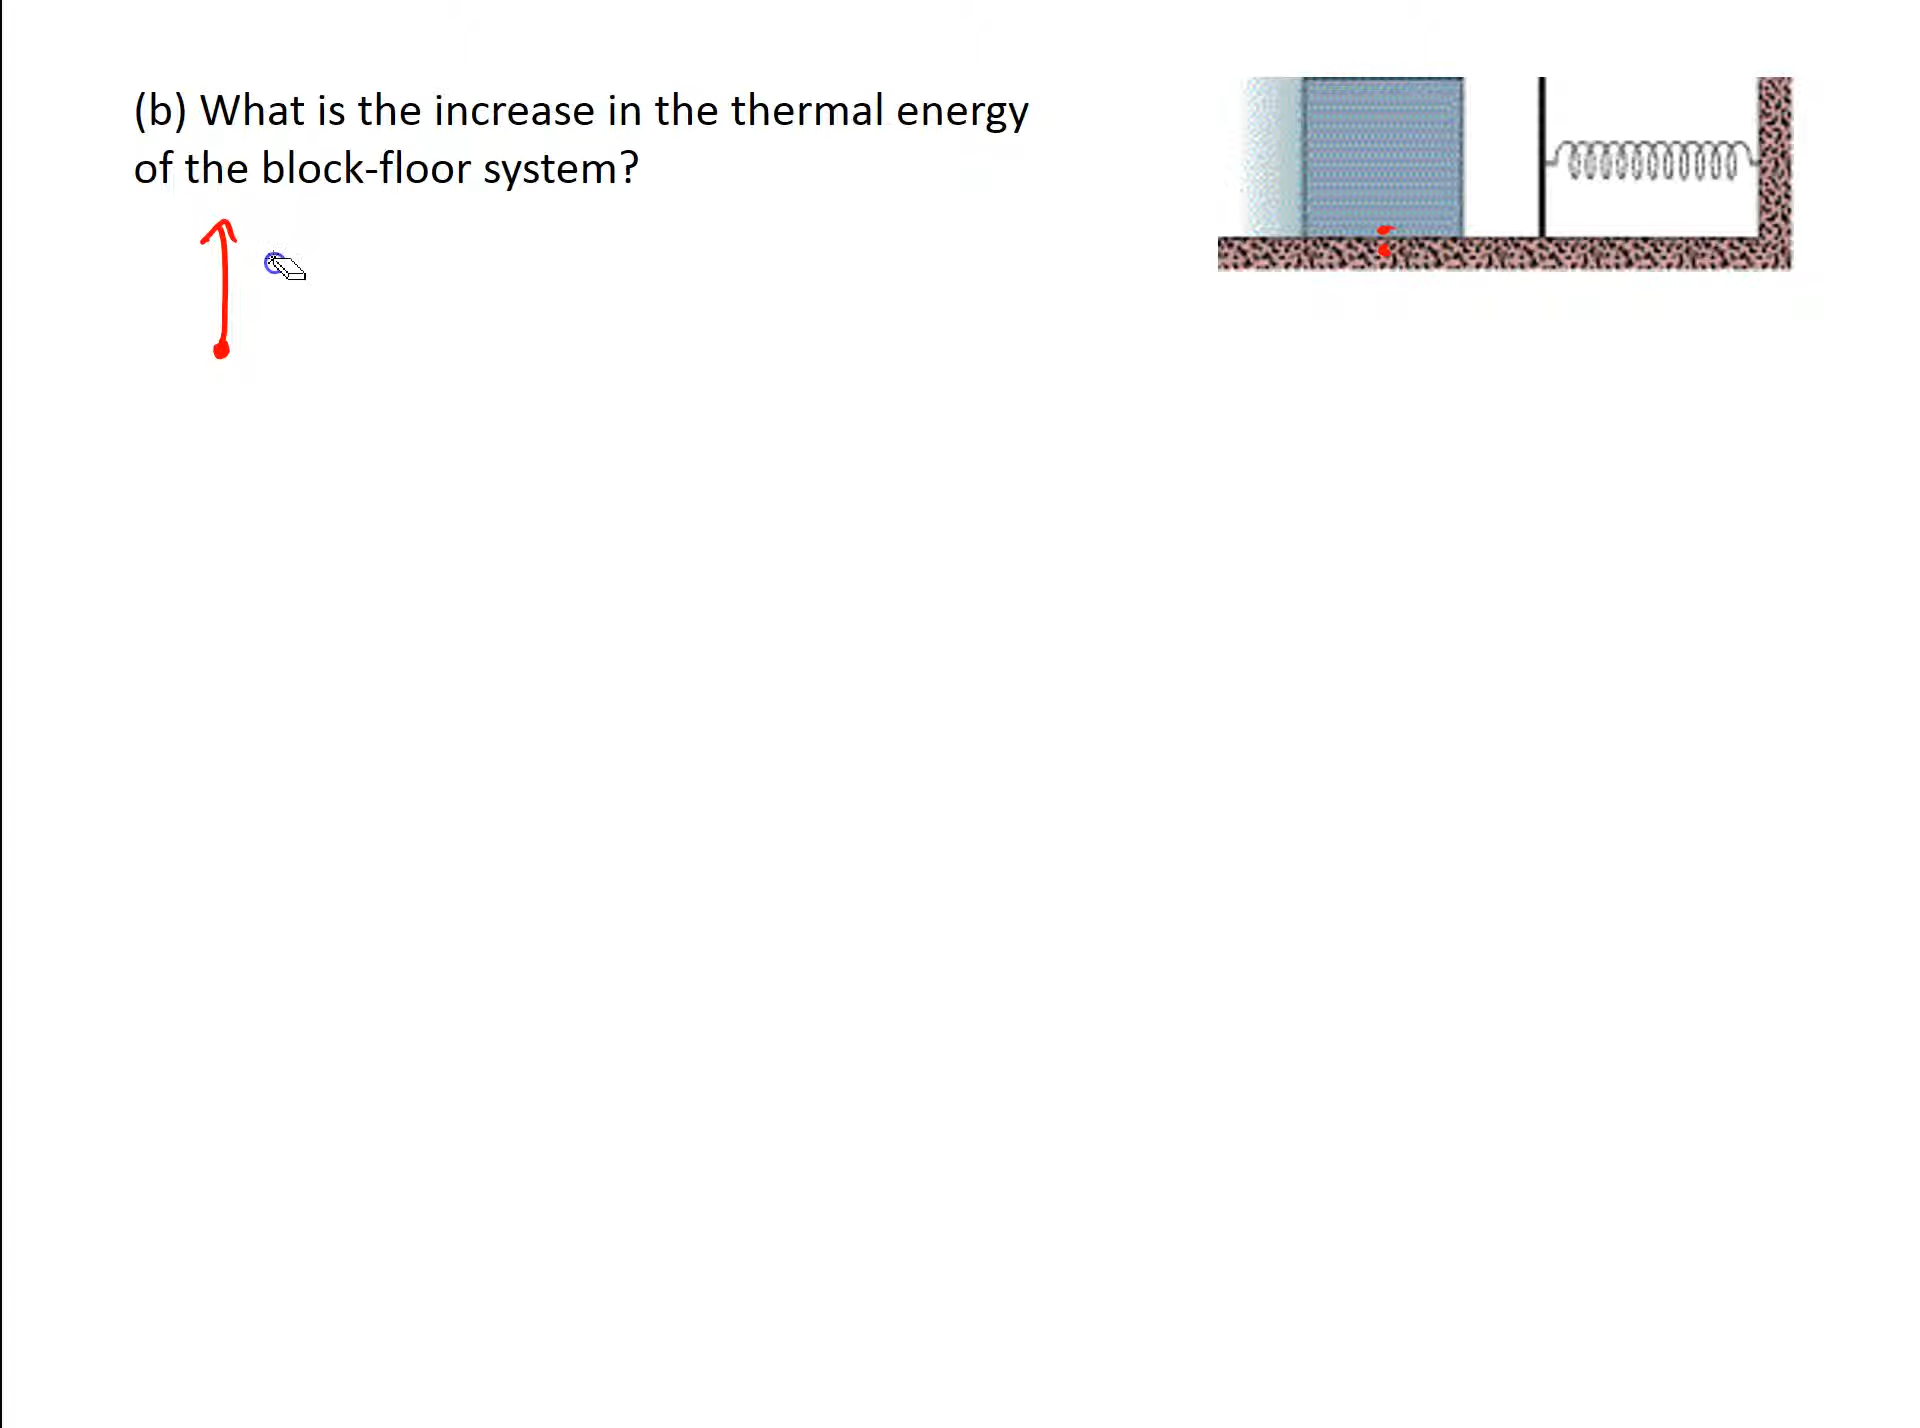 (b) What is the increase in the thermal energy
of the block-floor system?